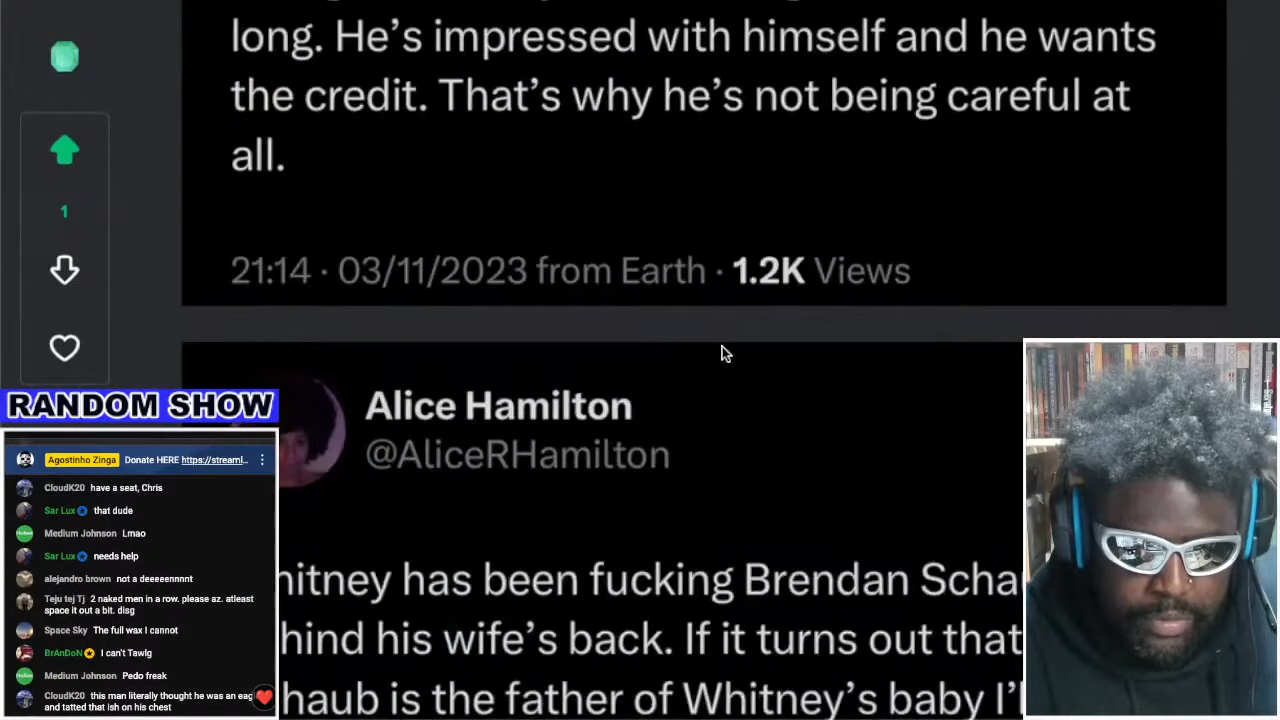 long. He's impressed with himself and he wants
the credit. That's why he's not being careful at
all.
1
21:14 · 03/11/2023 from Earth · 1.2K Views
Alice Hamilton
@AliceRHamilton
hitney has been fucking Brendan Scha
hind his wife's back. If it turns out that
haub is the father of Whitney's baby I'l
RANDOM SHOW
Agostinho Zinga Donate HERE https://streaml...
CloudK20 have a seat, Chris
Sar Lux that dude
Medium Johnson Lmao
Sar Lux needs help
alejandro brown not a deeeeennnnt
Teju tej Tj 2 naked men in a row. please az. atleast
space it out a bit. disg
Space Sky The full wax I cannot
BrAnDoN I can't Tawlg
Medium Johnson Pedo freak
CloudK20 this man literally thought he was an eag
and tatted that ish on his chest